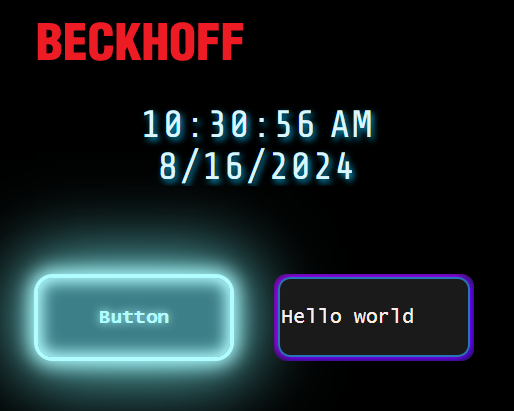 BECKHOFF
10:30:56 AM
8/16/2024
Button
Hello world